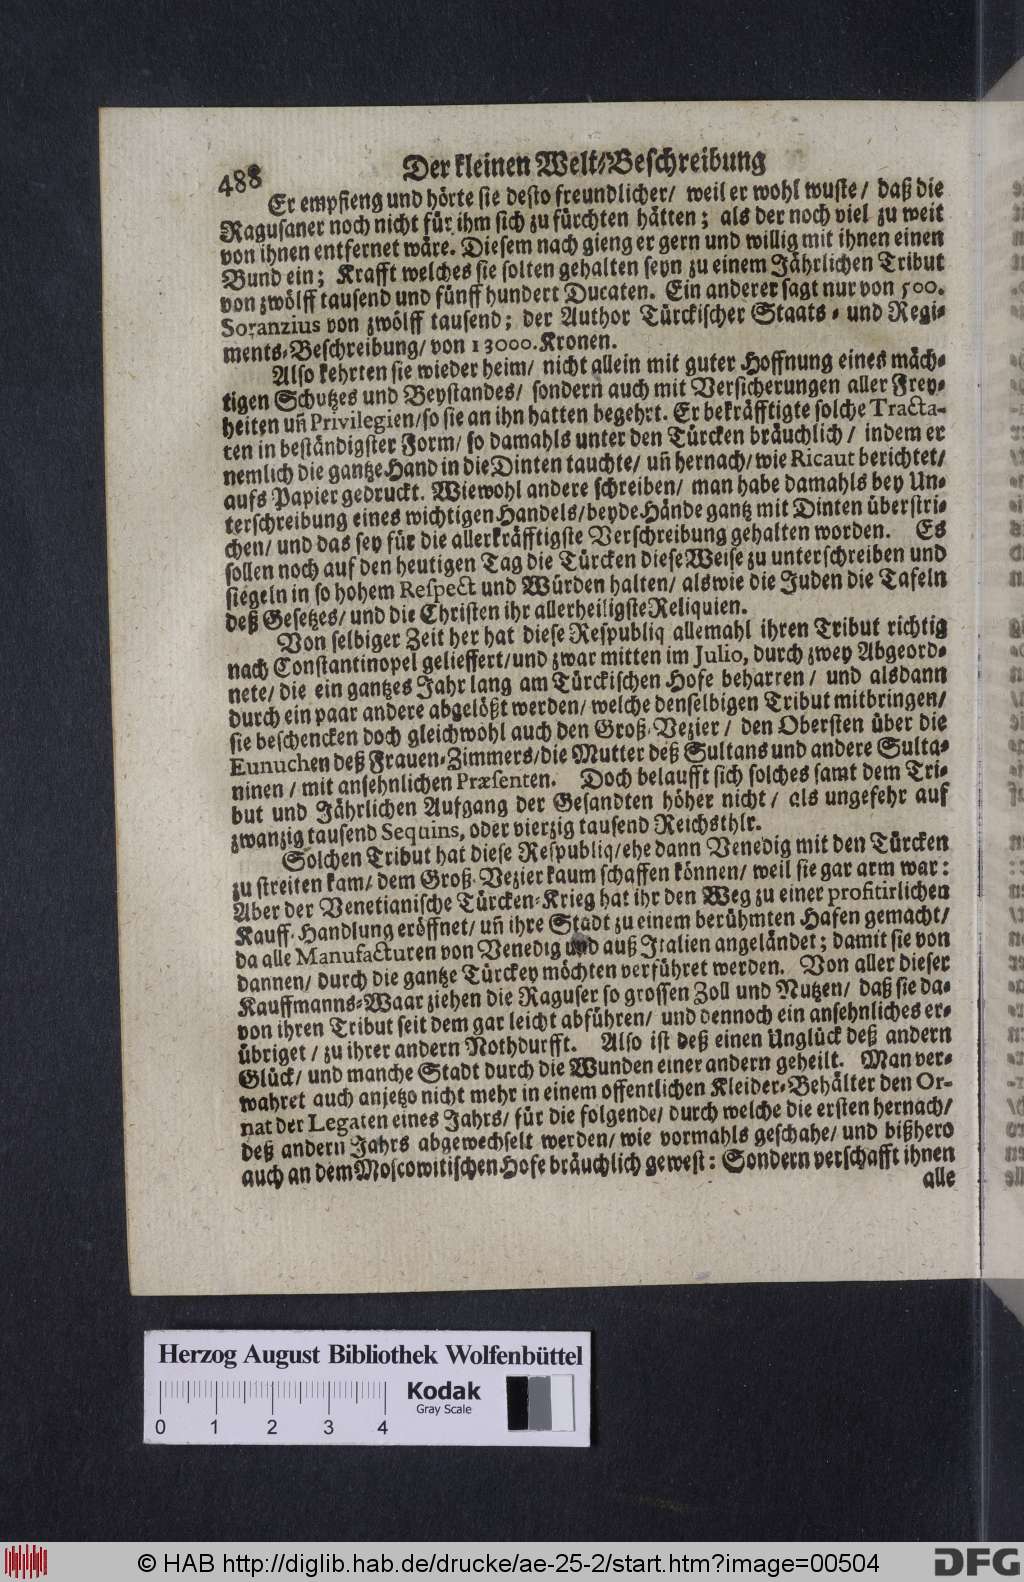 488 Der kleinen Welt/Beschreibung
Er empfieng und hörte sie desto freundlicher/ weil er wohl wuste/ daß die
Ragusaner noch nicht für ihm sich zu fürchten hätten; als der noch viel zu weit
von ihnen entfernet wäre. Diesem nach gieng er gern und willig mit ihnen einen
Bund ein; Krafft welches sie solten gehalten seyn zu einem Jährlichen Tribut
von zwölff tausend und fünff hundert Ducaten. Ein anderer sagt nur von 500.
Soranzius von zwölff tausend; der Author Türckischer Staats- und Regi-
ments-Beschreibung/ von 13000. Kronen.
Also kehrten sie wieder heim/ nicht allein mit guter Hoffnung eines mäch-
tigen Schutzes und Beystandes/ sondern auch mit Versicherungen aller Frey-
heiten uñ Privilegien/ so sie an ihn hatten begehrt. Er bekräfftigte solche Tracta-
ten in beständigster Form/ so damahls unter den Türcken bräuchlich/ indem er
nemlich die gantze Hand in die Dinten tauchte/ uñ hernach/ wie Ricaut berichtet/
aufs Papier gedruckt. Wiewohl andere schreiben/ man habe damahls bey Un-
terschreibung eines wichtigen Handels/ beyde Hände gantz mit Dinten überstri-
chen/ und das sey für die allerkräfftigste Verschreibung gehalten worden. Es
sollen noch auf den heutigen Tag die Türcken diese Weise zu unterschreiben und
siegeln in so hohem Respect und Würden halten/ als wie die Juden die Tafeln
deß Gesetzes/ und die Christen ihr allerheiligste Reliquien.
Von selbiger Zeit her hat diese Respubliq allemahl ihren Tribut richtig
nach Constantinopel gelieffert/ und zwar mitten im Julio, durch zwey Abgeord-
nete/ die ein gantzes Jahr lang am Türckischen Hofe beharren/ und alsdann
durch ein paar andere abgelößt werden/ welche denselbigen Tribut mitbringen/
sie beschencken doch gleichwohl auch den Groß-Vezier/ den Obersten über die
Eunuchen deß Frauen-Zimmers/ die Mutter deß Sultans und andere Sulta-
ninen/ mit ansehnlichen Præsenten. Doch belaufft sich solches samt dem Tri-
but und Jährlichen Aufgang der Gesandten höher nicht/ als ungefehr auf
zwanzig tausend Sequins, oder vierzig tausend Reichsthlr.
Solchen Tribut hat diese Respubliq/ ehe dann Venedig mit den Türcken
zu streiten kam/ dem Groß-Vezier kaum schaffen können/ weil sie gar arm war:
Aber der Venetianische Türcken-Krieg hat ihr den Weg zu einer profitirlichen
Kauff-Handlung eröffnet/ uñ ihre Stadt zu einem berühmten Hafen gemacht/
da alle Manufacturen von Venedig und auß Italien angeländet; damit sie von
dannen/ durch die gantze Türckey möchten verführet werden. Von aller dieser
Kauffmanns-Waar ziehen die Raguser so grossen Zoll und Nutzen/ daß sie da-
von ihren Tribut seit dem gar leicht abführen/ und dennoch ein ansehnliches er-
übriget/ zu ihrer andern Nothdurfft. Also ist deß einen Unglück deß andern
Glück/ und manche Stadt durch die Wunden einer andern geheilt. Man ver-
wahret auch anjetzo nicht mehr in einem offentlichen Kleider-Behälter den Or-
nat der Legaten eines Jahrs/ für die folgende/ durch welche die ersten hernach/
deß andern Jahrs abgewechselt werden/ wie vormahls geschahe/ und bißhero
auch an dem Moscowitischen Hofe bräuchlich gewest: Sondern verschafft ihnen
alle
Herzog August Bibliothek Wolfenbüttel
Kodak
Gray Scale
0 1 2 3 4
© HAB http://diglib.hab.de/drucke/ae-25-2/start.htm?image=00504
DFG